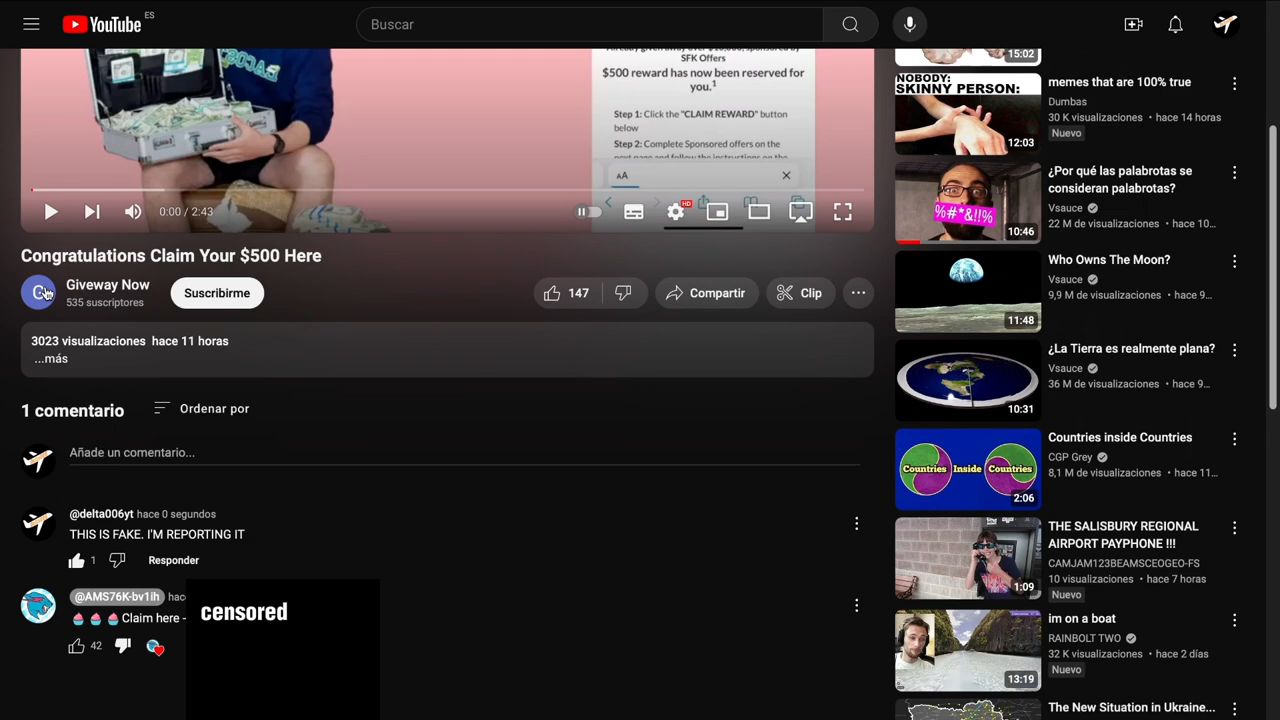 YouTube ES
Buscar
EACOS
Already giveaway over $10,000, sponsored by
SFK Offers
$500 reward has now been reserved for
you.1
Step 1: Click the "CLAIM REWARD" button
below
Step 2: Complete Sponsored offers on the
next page and follow the instructions on the
AA
0:00 / 2:43
HD
Congratulations Claim Your $500 Here
G
Giveway Now
535 suscriptores
Suscribirme
147
Compartir
Clip
3023 visualizaciones hace 11 horas
...más
1 comentario
Ordenar por
Añade un comentario...
@delta006yt hace 0 segundos
THIS IS FAKE. I'M REPORTING IT
1
Responder
@AMS76K-bv1ih hac
Claim here -
censored
42
15:02
NOBODY:
SKINNY PERSON:
12:03
memes that are 100% true
Dumbas
30 K visualizaciones • hace 14 horas
Nuevo
%#*&!!%
10:46
¿Por qué las palabrotas se
consideran palabrotas?
Vsauce
22 M de visualizaciones • hace 10...
11:48
Who Owns The Moon?
Vsauce
9,9 M de visualizaciones • hace 9...
10:31
¿La Tierra es realmente plana?
Vsauce
36 M de visualizaciones • hace 9...
Countries Inside Countries
2:06
Countries inside Countries
CGP Grey
8,1 M de visualizaciones • hace 11...
1:09
THE SALISBURY REGIONAL
AIRPORT PAYPHONE !!!
CAMJAM123BEAMSCEOGEO-FS
10 visualizaciones • hace 7 horas
Nuevo
13:19
im on a boat
RAINBOLT TWO
32 K visualizaciones • hace 2 días
Nuevo
The New Situation in Ukraine...